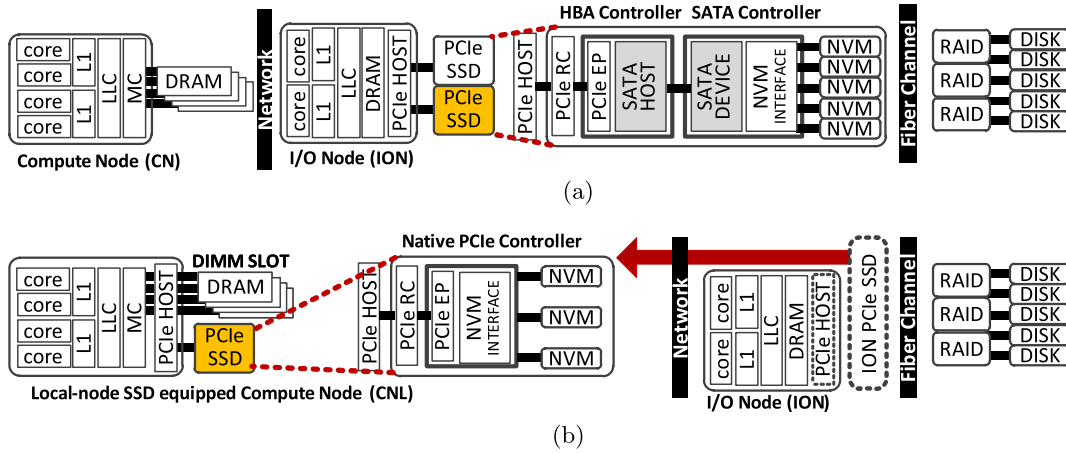 HBA Controller SATA Controller
core
core
core
core
L1
L1
LLC
MC
DRAM
Compute Node (CN)
Network
core
core
L1
L1
LLC
DRAM
PCIe HOST
I/O Node (ION)
PCIe
SSD
PCIe
SSD
PCIe HOST
PCIe RC
PCIe EP
SATA
HOST
SATA
DEVICE
NVM
INTERFACE
NVM
NVM
NVM
NVM
NVM
Fiber Channel
RAID
RAID
RAID
DISK
DISK
DISK
DISK
DISK
(a)
Native PCIe Controller
DIMM SLOT
core
core
core
core
L1
L1
LLC
MC
PCIe HOST
DRAM
PCIe
SSD
Local-node SSD equipped Compute Node (CNL)
PCIe HOST
PCIe RC
PCIe EP
NVM
INTERFACE
NVM
NVM
NVM
Network
core
core
L1
L1
LLC
DRAM
PCIe HOST
I/O Node (ION)
ION PCIe SSD
Fiber Channel
RAID
RAID
RAID
DISK
DISK
DISK
DISK
DISK
(b)